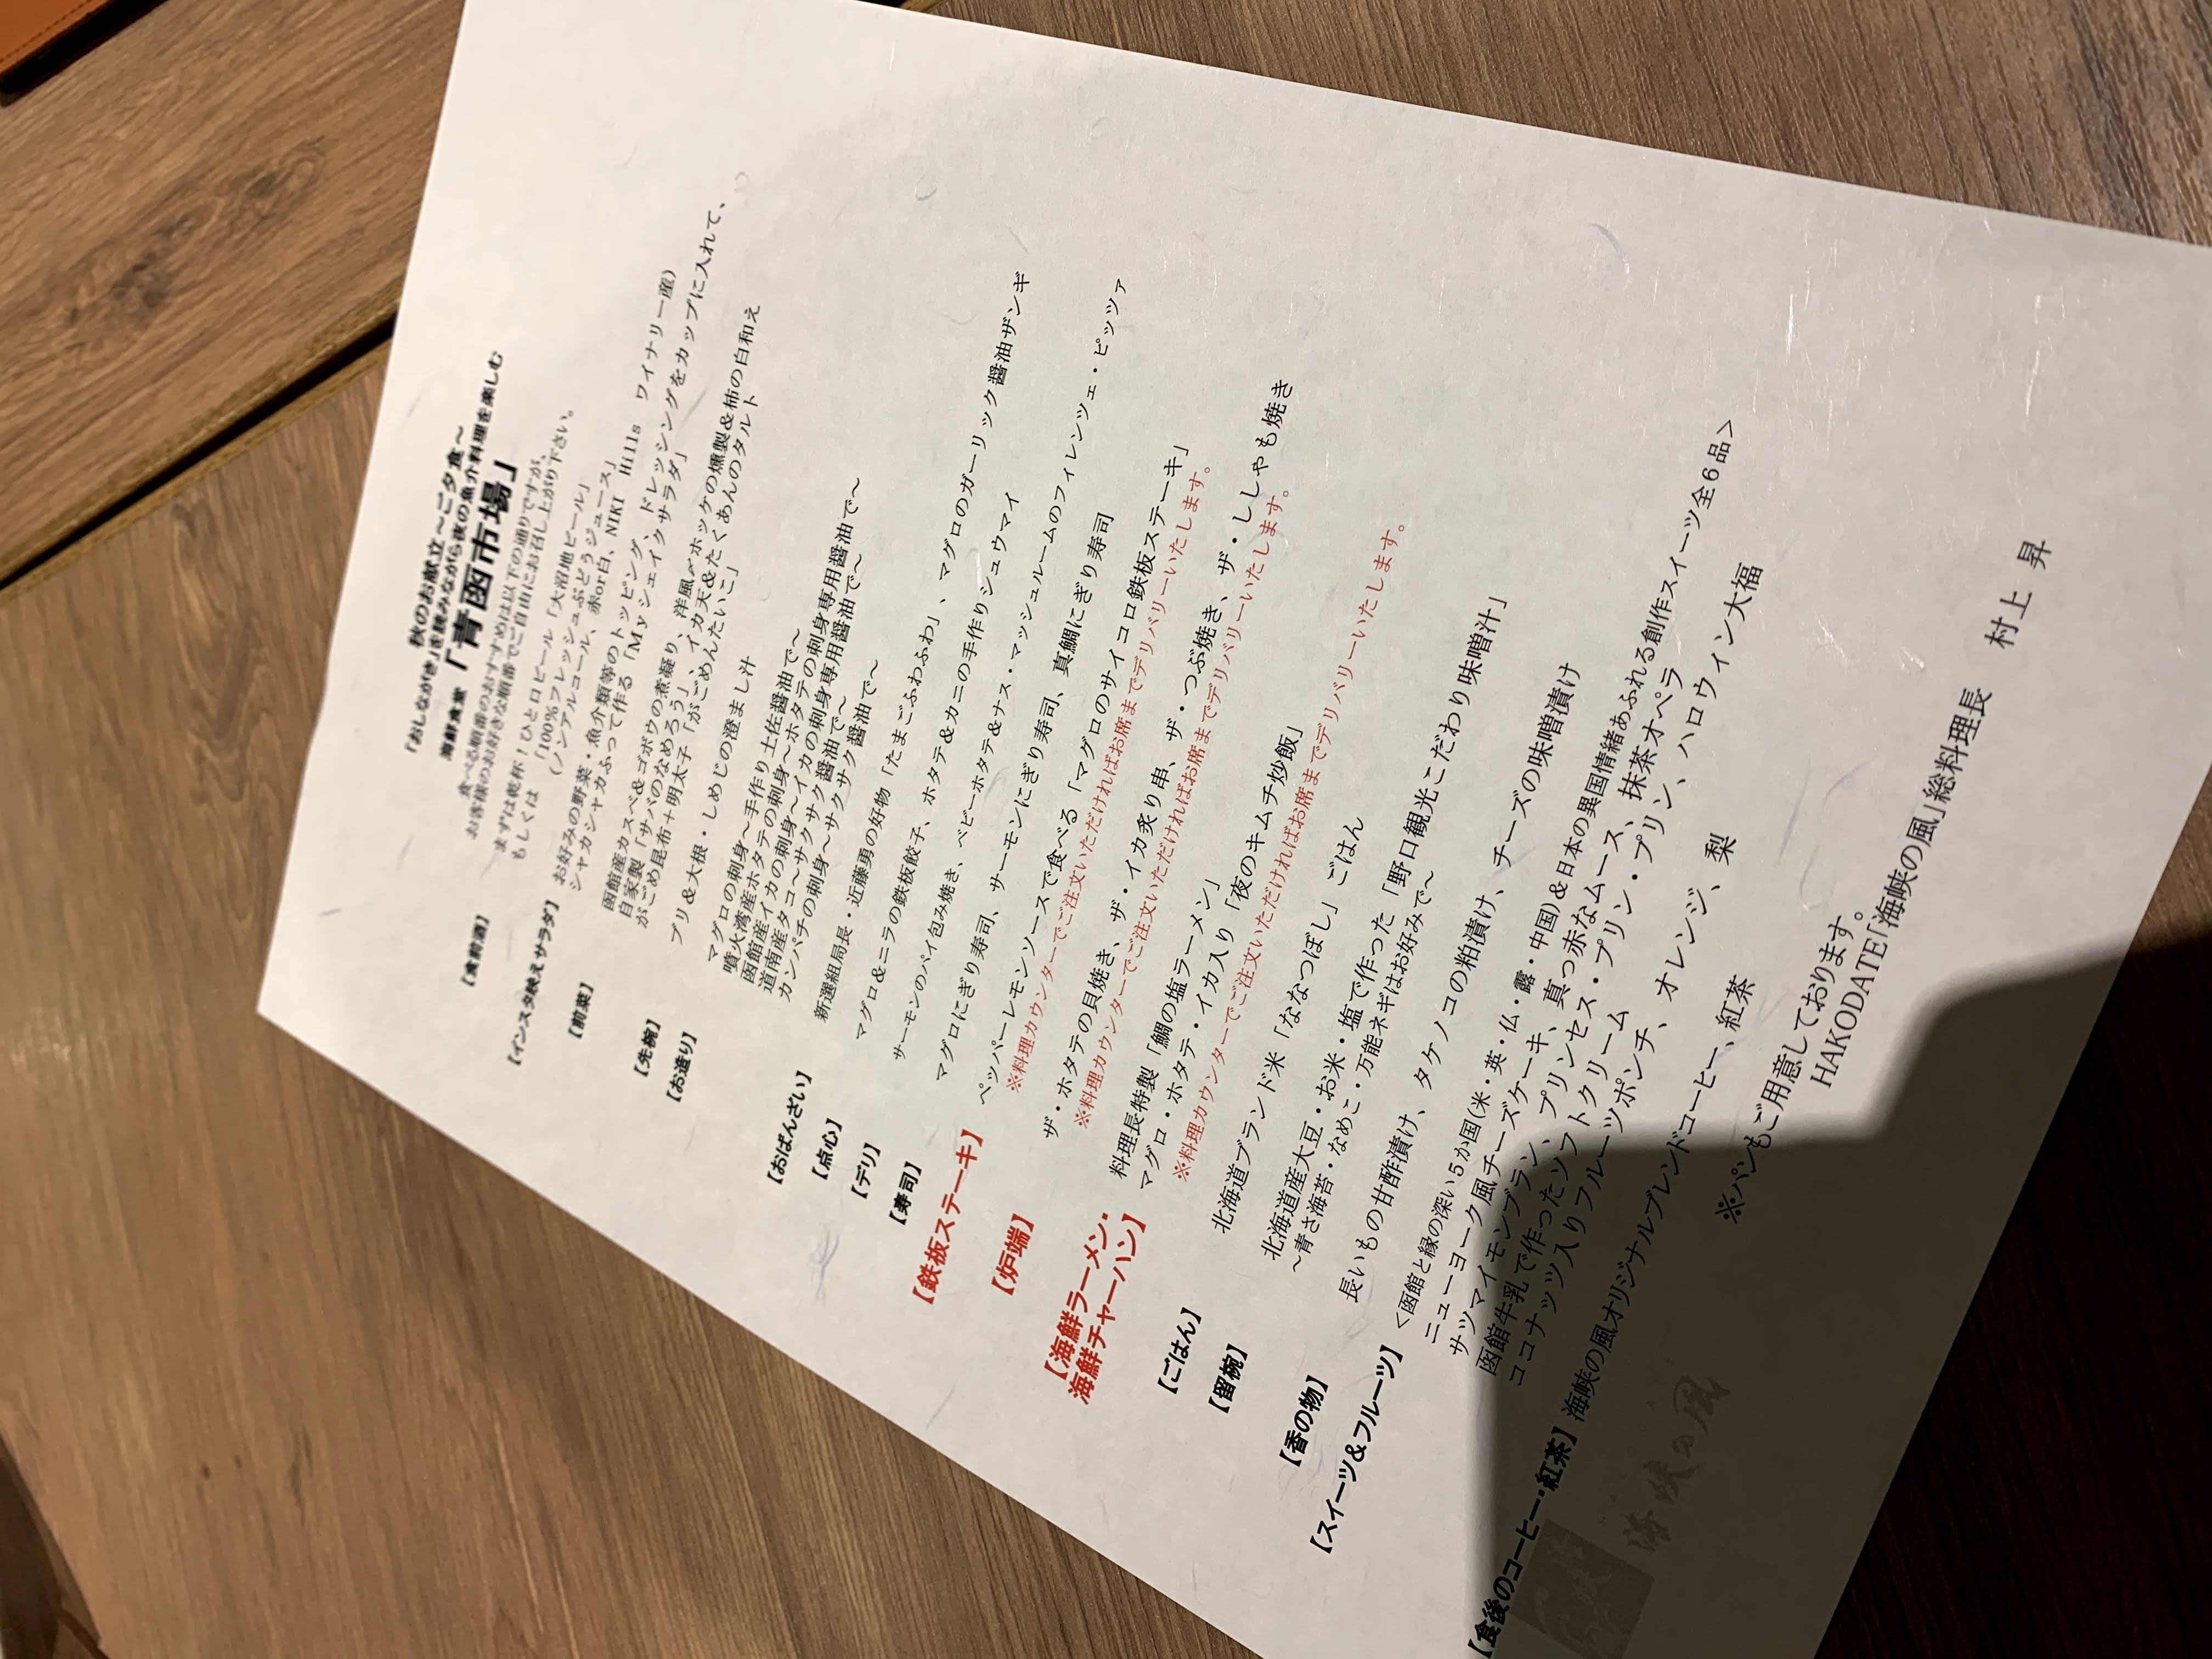 秋のお献立～ご夕食～
「おしながき」を読みながら夜の魚介料理を楽しむ
海鮮食堂 「青函市場」
食べる順番のおすすめは以下の通りですが、
お客様のお好きな順番でご自由にお召し上がり下さい。
【食前酒】 まずは乾杯！ひと口ビール「大沼地ビール」
もしくは 「100%フレッシュぶどうジュース」
(ノンアルコール、赤or白、NIKI Hills ワイナリー産)
【インスタ映えサラダ】 お好みの野菜・魚介類等のトッピング、ドレッシングをカップに入れて、
シャカシャカふって作る「Myシェイクサラダ」
【前菜】 函館産カスベ&ゴボウの煮凝り、洋風〆ホッケの燻製&柿の白和え
自家製「サバのなめろう」、イカ天&たくあんのタルト
がごめ昆布+明太子「がごめんたいこ」
【先椀】 ブリ&大根・しめじの澄まし汁
【お造り】 マグロの刺身～手作り土佐醤油で～
噴火湾産ホタテの刺身～ホタテの刺身専用醤油で～
函館産イカの刺身～イカの刺身専用醤油で～
道南産タコ～サクサク醤油で～
カンパチの刺身～サクサク醤油で～
【おばんざい】 新選組局長・近藤勇の好物「たまごふわふわ」、マグロのガーリック醤油ザンギ
【点心】 マグロ&ニラの鉄板餃子、ホタテ&カニの手作りシュウマイ
【デリ】 サーモンのパイ包み焼き、ベビーホタテ&ナス・マッシュルームのフィレンツェ・ピッツァ
【寿司】 マグロにぎり寿司、サーモンにぎり寿司、真鯛にぎり寿司
【鉄板ステーキ】 ペッパーレモンソースで食べる「マグロのサイコロ鉄板ステーキ」
※料理カウンターでご注文いただければお席までデリバリーいたします。
【炉端】 ザ・ホタテの貝焼き、ザ・イカ炙り串、ザ・つぶ焼き、ザ・ししゃも焼き
※料理カウンターでご注文いただければお席までデリバリーいたします。
【海鮮ラーメン・ 料理長特製「鯛の塩ラーメン」
海鮮チャーハン】 マグロ・ホタテ・イカ入り「夜のキムチ炒飯」
※料理カウンターでご注文いただければお席までデリバリーいたします。
【ごはん】 北海道ブランド米「ななつぼし」ごはん
【留椀】 北海道産大豆・お米・塩で作った「野口観光こだわり味噌汁」
～青さ海苔・なめこ・万能ネギはお好みで～
【香の物】 長いもの甘酢漬け、タケノコの粕漬け、チーズの味噌漬け
【スイーツ&フルーツ】 <函館と縁の深い5か国(米・英・仏・露・中国)&日本の異国情緒あふれる創作スイーツ全6品>
ニューヨーク風チーズケーキ、真っ赤なムース、抹茶オペラ
サツマイモンブラン、プリンセス・プリン・プリン、ハロウィン大福
函館牛乳で作ったソフトクリーム
ココナッツ入りフルーツポンチ、オレンジ、梨
【食後のコーヒー・紅茶】 海峡の風オリジナルブレンドコーヒー、紅茶
※パンもご用意しております。
HAKODATE「海峡の風」総料理長 村上 昇
海峡の風